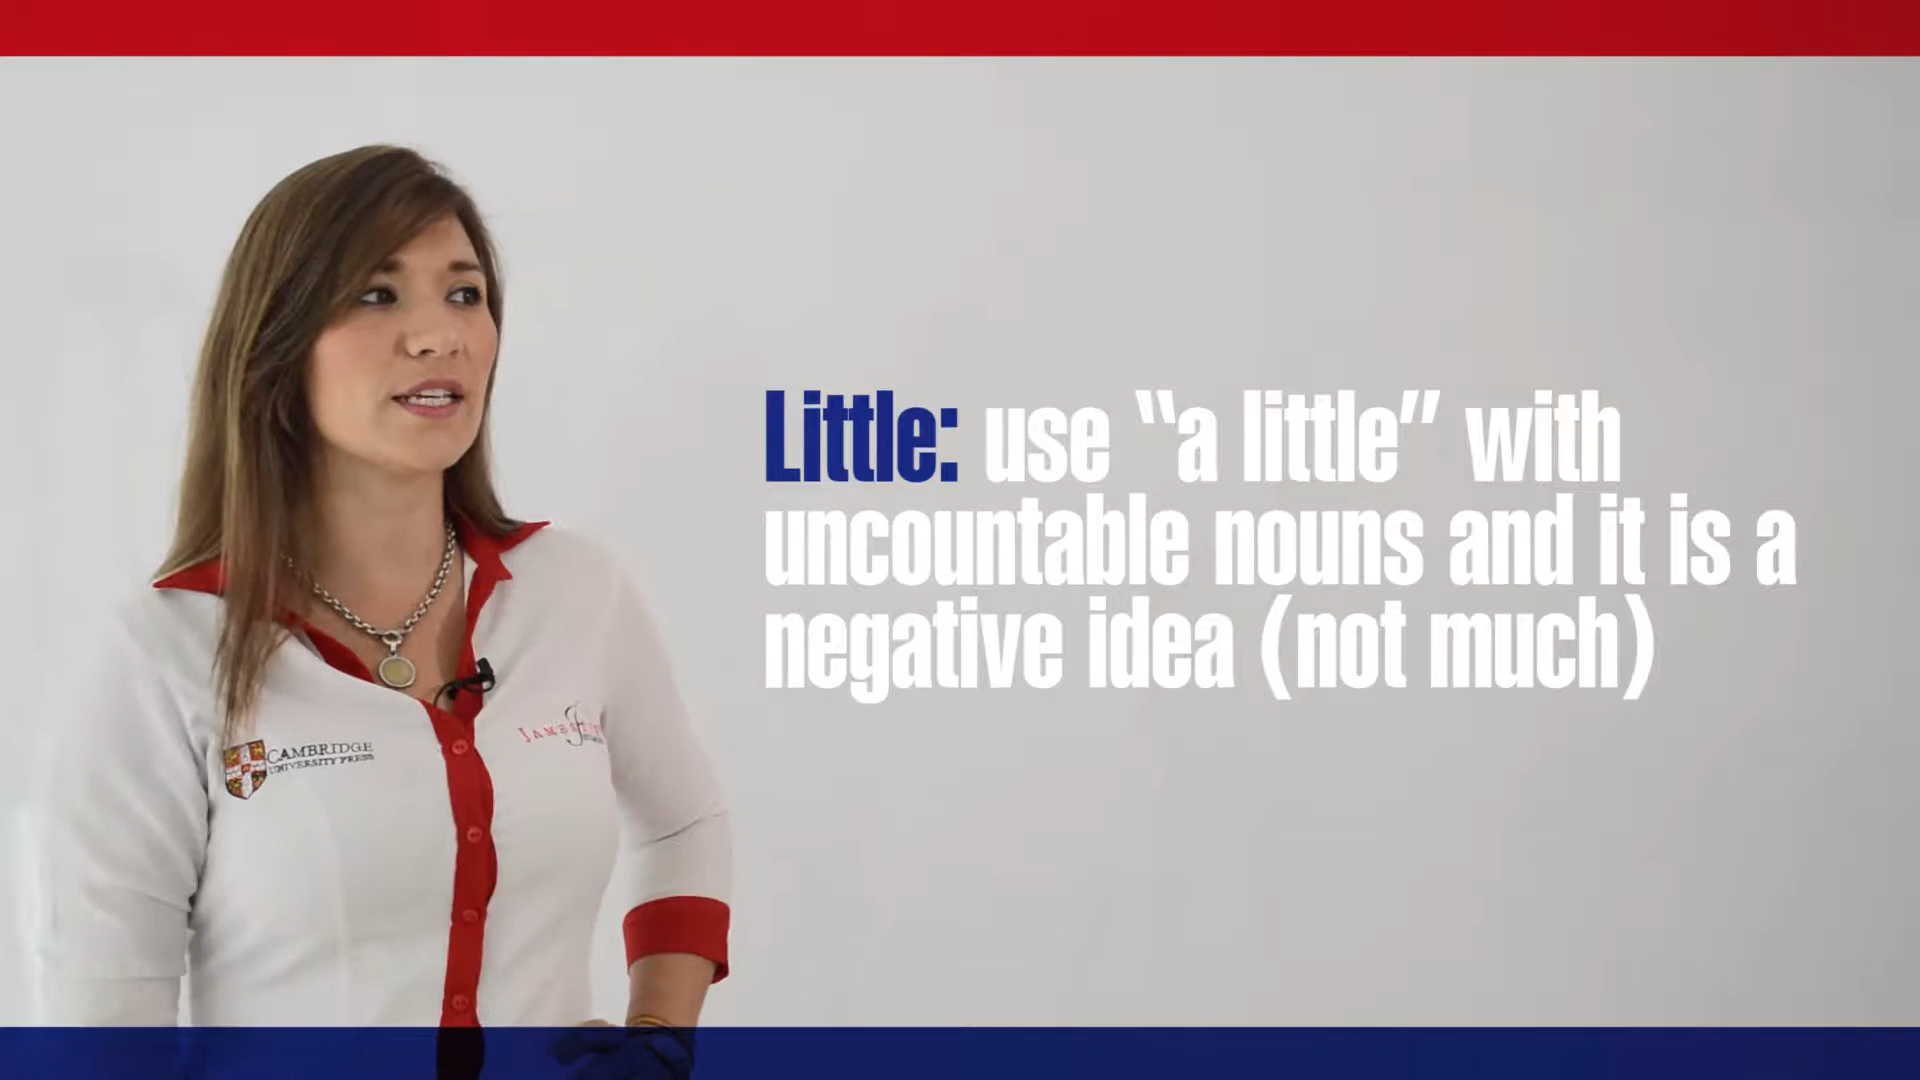 Little: use “a little” with
uncountable nouns and it is a
negative idea (not much)
CAMBRIDGE
UNIVERSITY PRESS